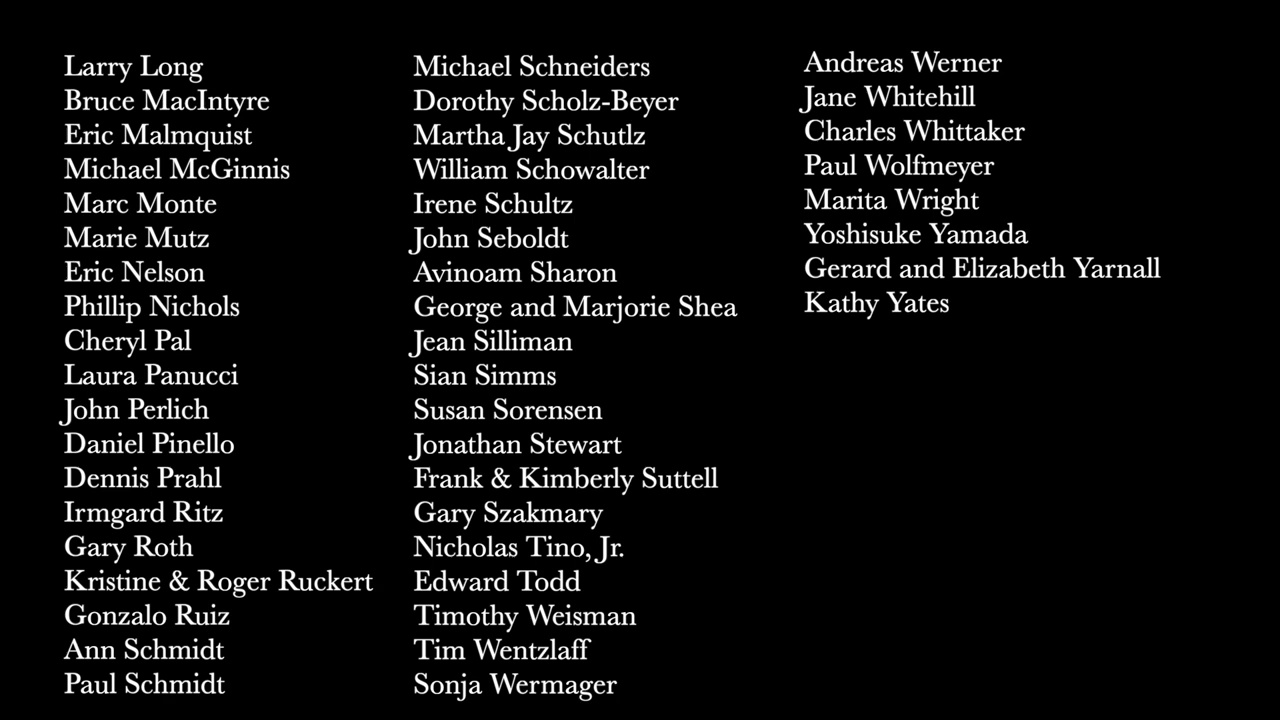 Larry Long
Bruce MacIntyre
Eric Malmquist
Michael McGinnis
Marc Monte
Marie Mutz
Eric Nelson
Phillip Nichols
Cheryl Pal
Laura Panucci
John Perlich
Daniel Pinello
Dennis Prahl
Irmgard Ritz
Gary Roth
Kristine & Roger Ruckert
Gonzalo Ruiz
Ann Schmidt
Paul Schmidt
Michael Schneiders
Dorothy Scholz-Beyer
Martha Jay Schutlz
William Schowalter
Irene Schultz
John Seboldt
Avinoam Sharon
George and Marjorie Shea
Jean Silliman
Sian Simms
Susan Sorensen
Jonathan Stewart
Frank & Kimberly Suttell
Gary Szakmary
Nicholas Tino, Jr.
Edward Todd
Timothy Weisman
Tim Wentzlaff
Sonja Wermager
Andreas Werner
Jane Whitehill
Charles Whittaker
Paul Wolfmeyer
Marita Wright
Yoshisuke Yamada
Gerard and Elizabeth Yarnall
Kathy Yates